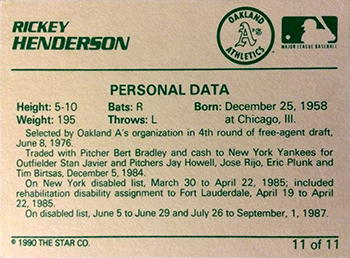 RICKEY
HENDERSON
OAKLAND
A's
ATHLETICS
MAJOR LEAGUE BASEBALL
PERSONAL DATA
Height: 5-10 Bats: R Born: December 25, 1958
Weight: 195 Throws: L at Chicago, Ill.
Selected by Oakland A's organization in 4th round of free-agent draft,
June 8, 1976.
Traded with Pitcher Bert Bradley and cash to New York Yankees for
Outfielder Stan Javier and Pitchers Jay Howell, Jose Rijo, Eric Plunk and
Tim Birtsas, December 5, 1984.
On New York disabled list, March 30 to April 22, 1985; included
rehabilitation disability assignment to Fort Lauderdale, April 19 to April
22, 1985.
On disabled list, June 5 to June 29 and July 26 to September, 1, 1987.
© 1990 THE STAR CO. 11 of 11